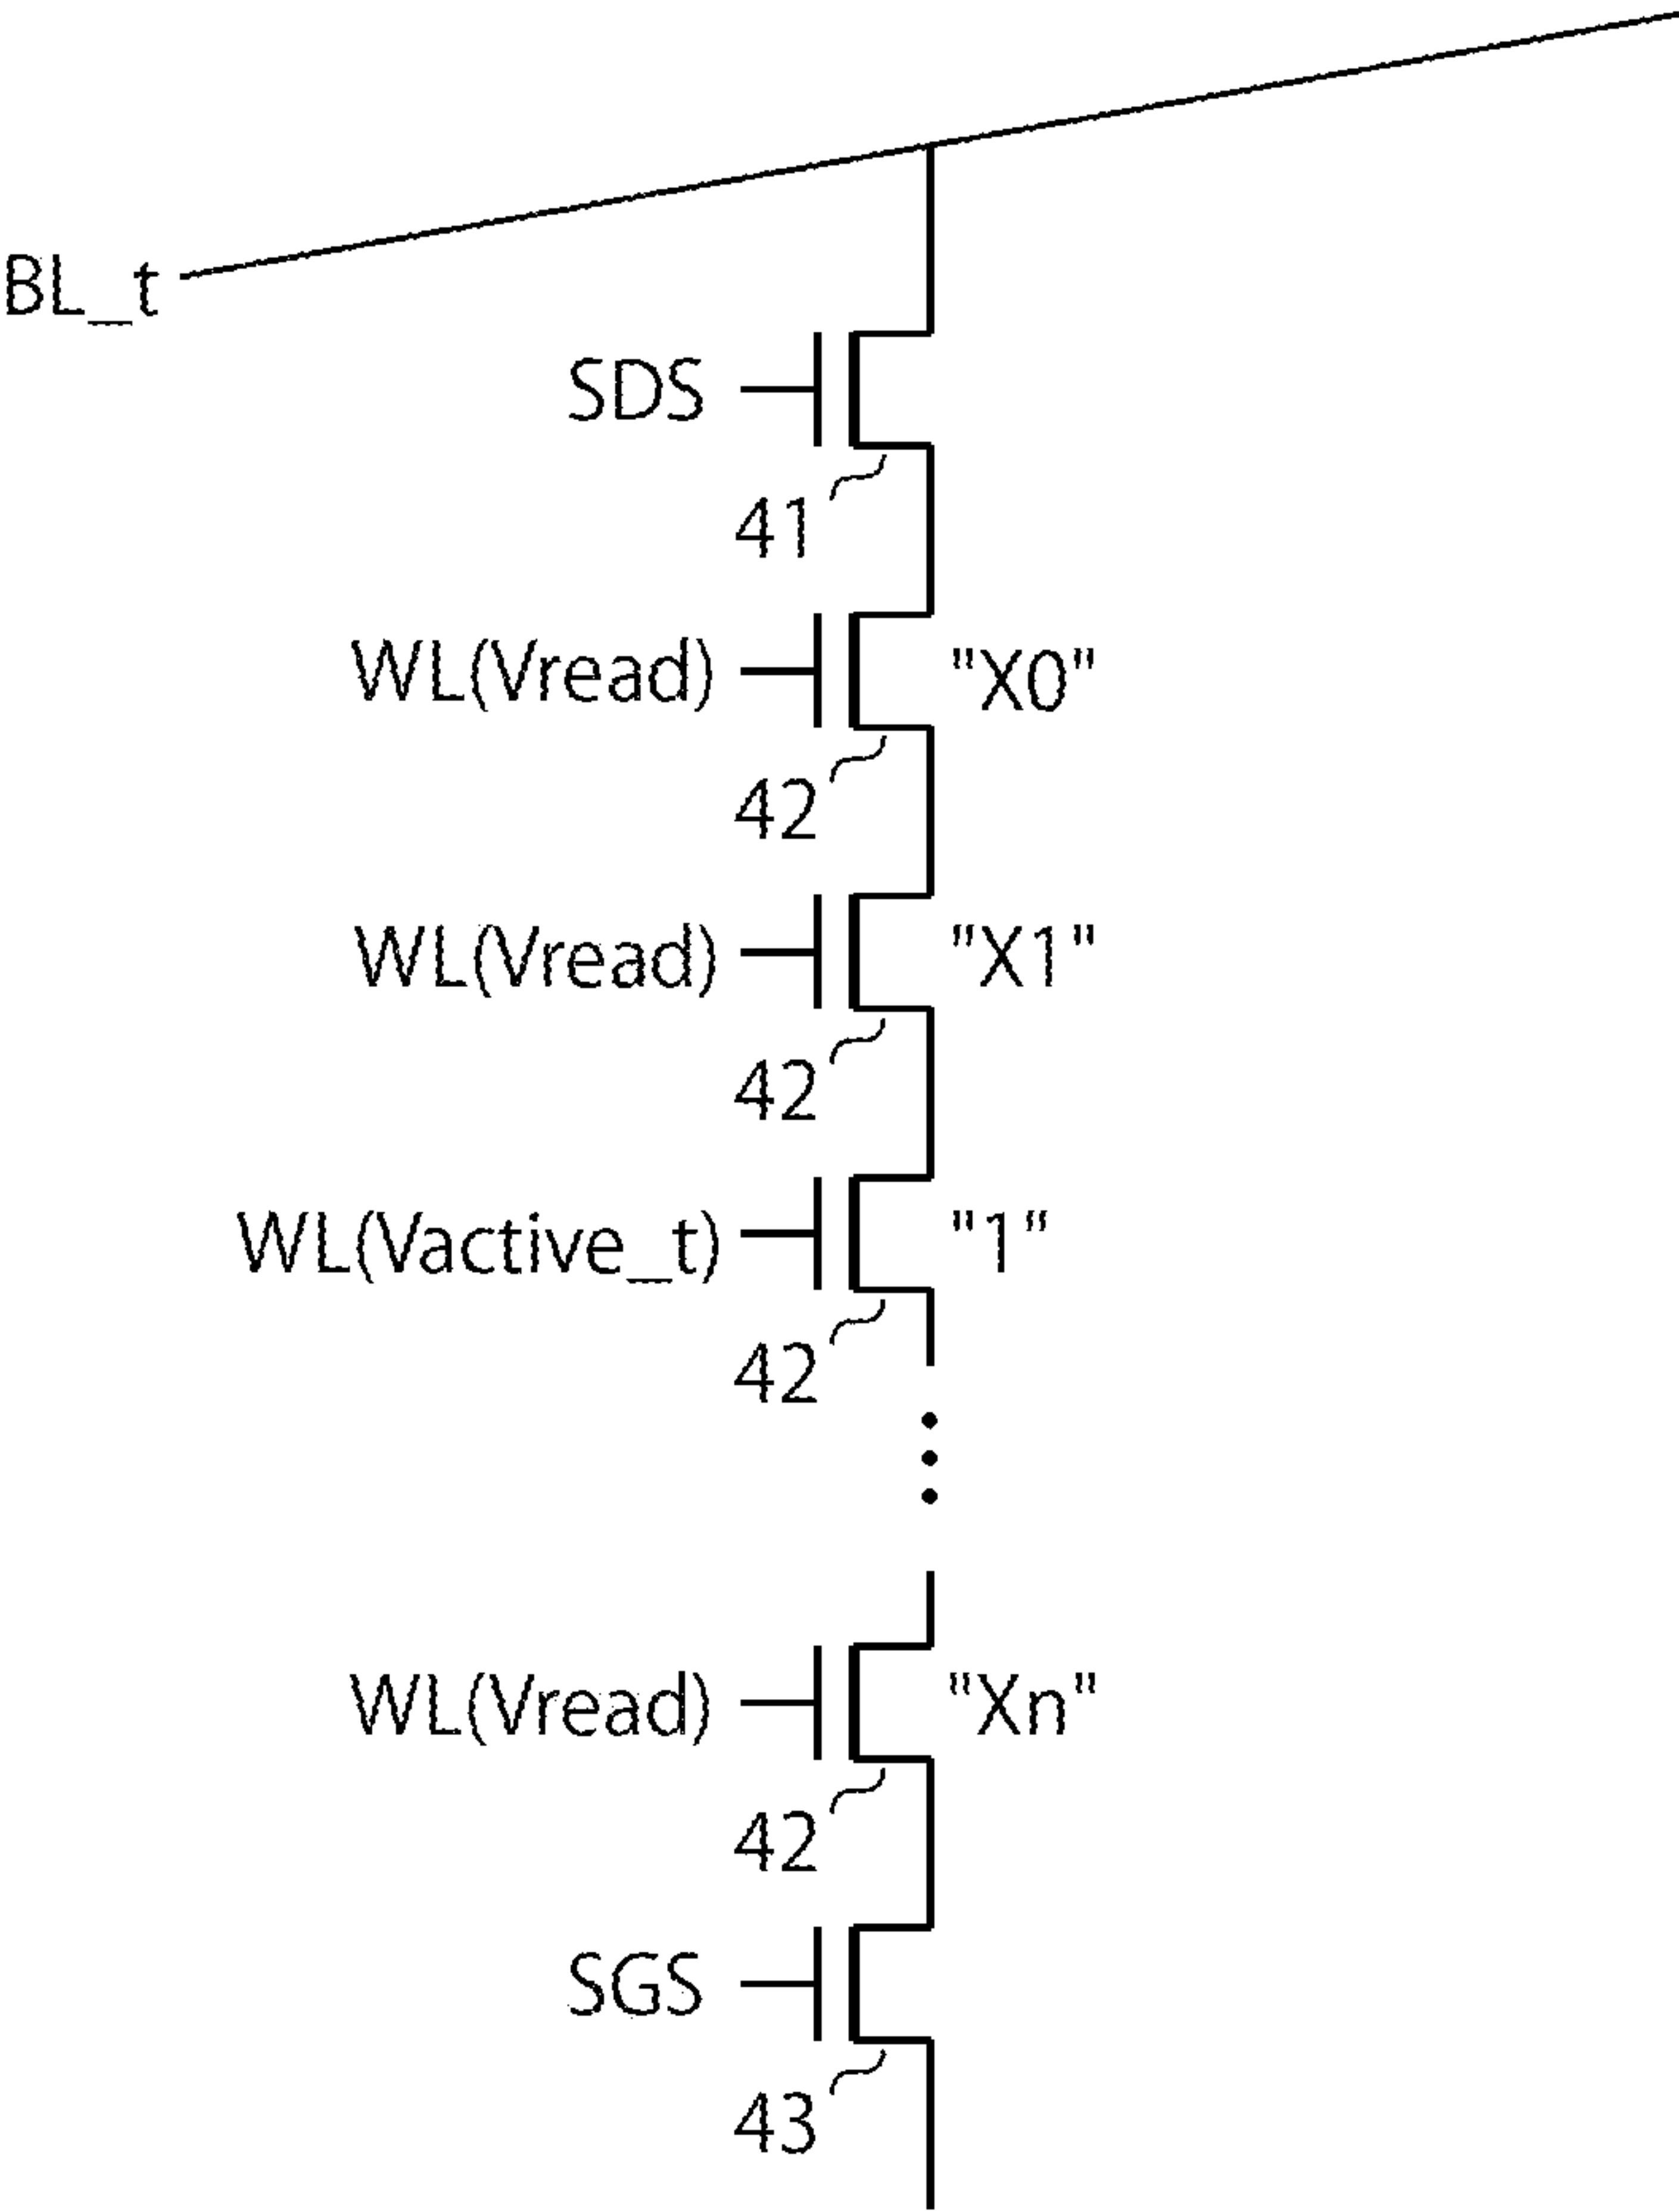 BL_t
SDS
41
WL(Vread) "X0"
42
WL(Vread) "X1"
42
WL(Vactive_t) "1"
42
WL(Vread) "Xn"
42
SGS
43